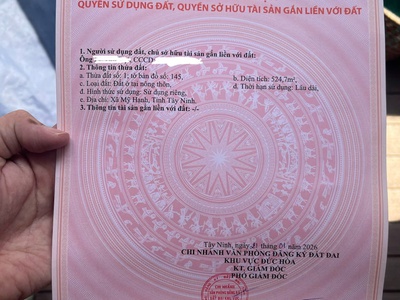 QUYỀN SỬ DỤNG ĐẤT, QUYỀN SỞ HỮU TÀI SẢN GẮN LIỀN VỚI ĐẤT
1. Người sử dụng đất, chủ sở hữu tài sản gắn liền với đất:
Ông , CCCD
2. Thông tin thửa đất:
a. Thửa đất số: 1; tờ bản đồ số: 145, b. Diện tích: 524,7m²,
c. Loại đất: Đất ở tại nông thôn, d. Thời hạn sử dụng: Lâu dài,
đ. Hình thức sử dụng: Sử dụng riêng,
e. Địa chỉ: Xã Mỹ Hạnh, Tỉnh Tây Ninh.
3. Thông tin tài sản gắn liền với đất: -/-
Tây Ninh, ngày 21 tháng 01 năm 2026
CHI NHÁNH VĂN PHÒNG ĐĂNG KÝ ĐẤT ĐAI
KHU VỰC ĐỨC HÒA
KT. GIÁM ĐỐC
PHÓ GIÁM ĐỐC
CHI NHÁNH